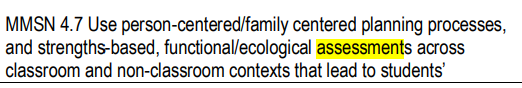 MMSN 4.7 Use person-centered/family centered planning processes,
and strengths-based, functional/ecological assessments across
classroom and non-classroom contexts that lead to students'